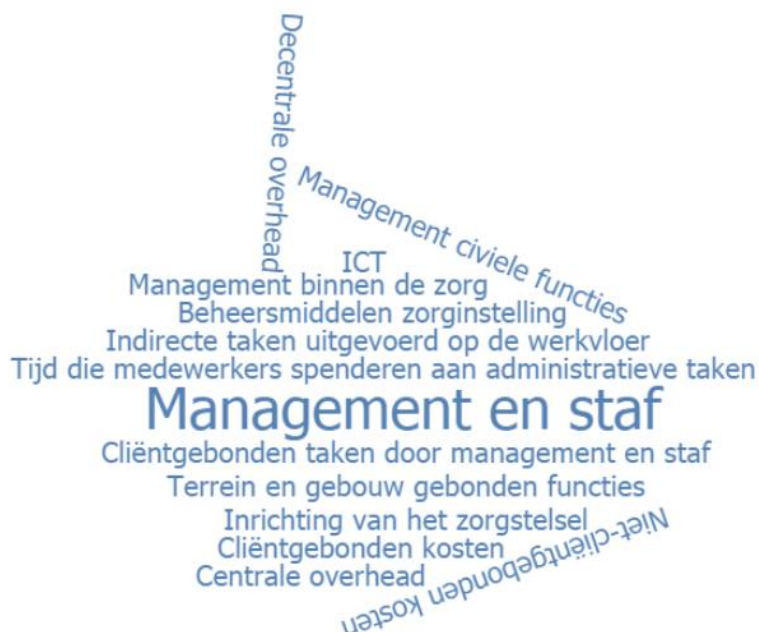 Decentrale overhead
Management civiele functies
ICT
Management binnen de zorg
Beheersmiddelen zorginstelling
Indirecte taken uitgevoerd op de werkvloer
Tijd die medewerkers spenderen aan administratieve taken
Management en staf
Cliëntgebonden taken door management en staf
Terrein en gebouw gebonden functies
Inrichting van het zorgstelsel
Niet-cliëntgebonden kosten
Cliëntgebonden kosten
Centrale overhead